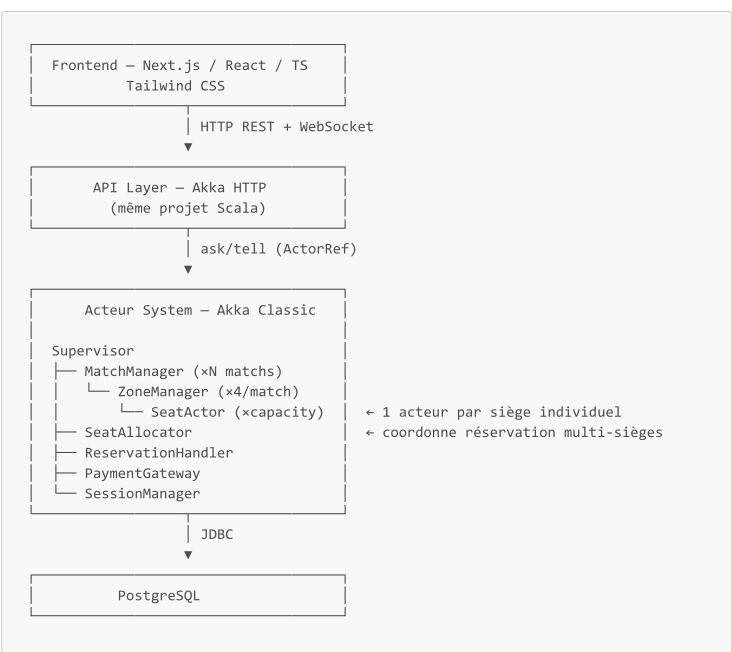 Frontend — Next.js / React / TS
Tailwind CSS
HTTP REST + WebSocket
API Layer — Akka HTTP
(même projet Scala)
ask/tell (ActorRef)
Acteur System — Akka Classic
Supervisor
├── MatchManager (×N matchs)
│   └── ZoneManager (×4/match)
│       └── SeatActor (×capacity) ← 1 acteur par siège individuel
├── SeatAllocator ← coordonne réservation multi-sièges
├── ReservationHandler
├── PaymentGateway
└── SessionManager
JDBC
PostgreSQL